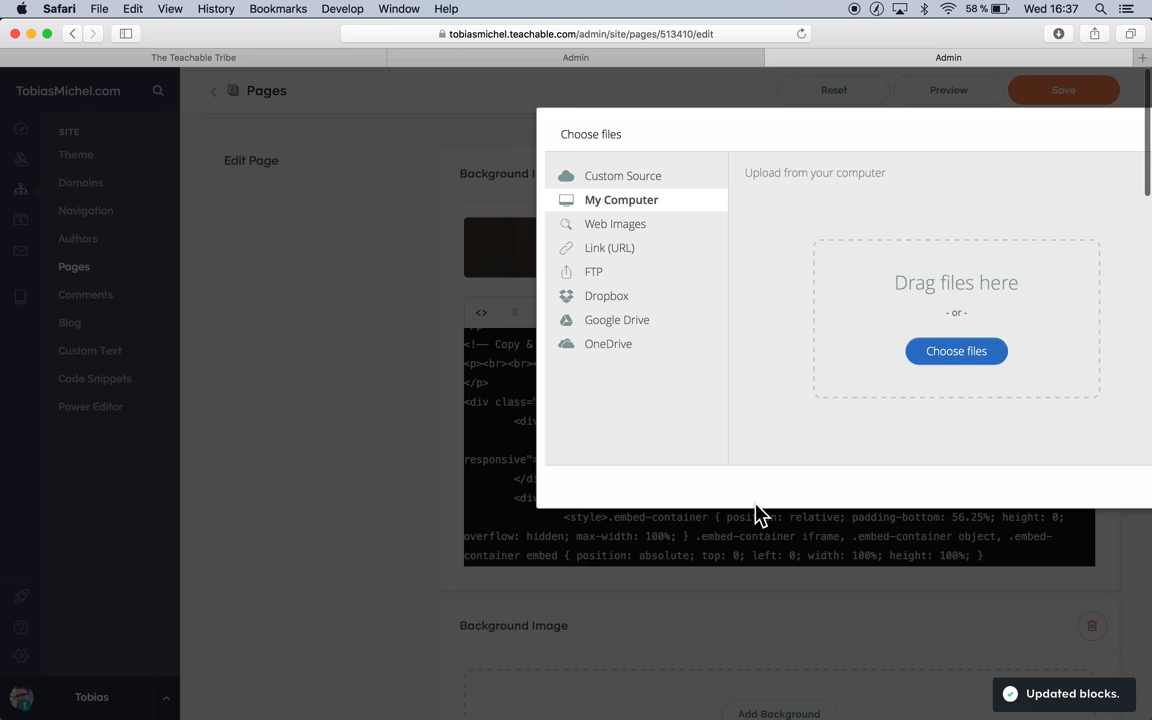 Safari File Edit View History Bookmarks Develop Window Help 58 % Wed 16:37
tobiasmichel.teachable.com/admin/site/pages/513410/edit
The Teachable Tribe Admin Admin
TobiasMichel.com
Pages
Reset Preview Save
SITE
Theme
Domains
Navigation
Authors
Pages
Comments
Blog
Custom Text
Code Snippets
Power Editor
Tobias
Edit Page
Background I
<!-- Copy &
<p><br><br>
</p>
<div class="
<div
responsive">
</di
<div
<style>.embed-container { position: relative; padding-bottom: 56.25%; height: 0;
overflow: hidden; max-width: 100%; } .embed-container iframe, .embed-container object, .embed-
container embed { position: absolute; top: 0; left: 0; width: 100%; height: 100%; }
Background Image
Add Background
Choose files
Custom Source
My Computer
Web Images
Link (URL)
FTP
Dropbox
Google Drive
OneDrive
Upload from your computer
Drag files here
- or -
Choose files
Updated blocks.